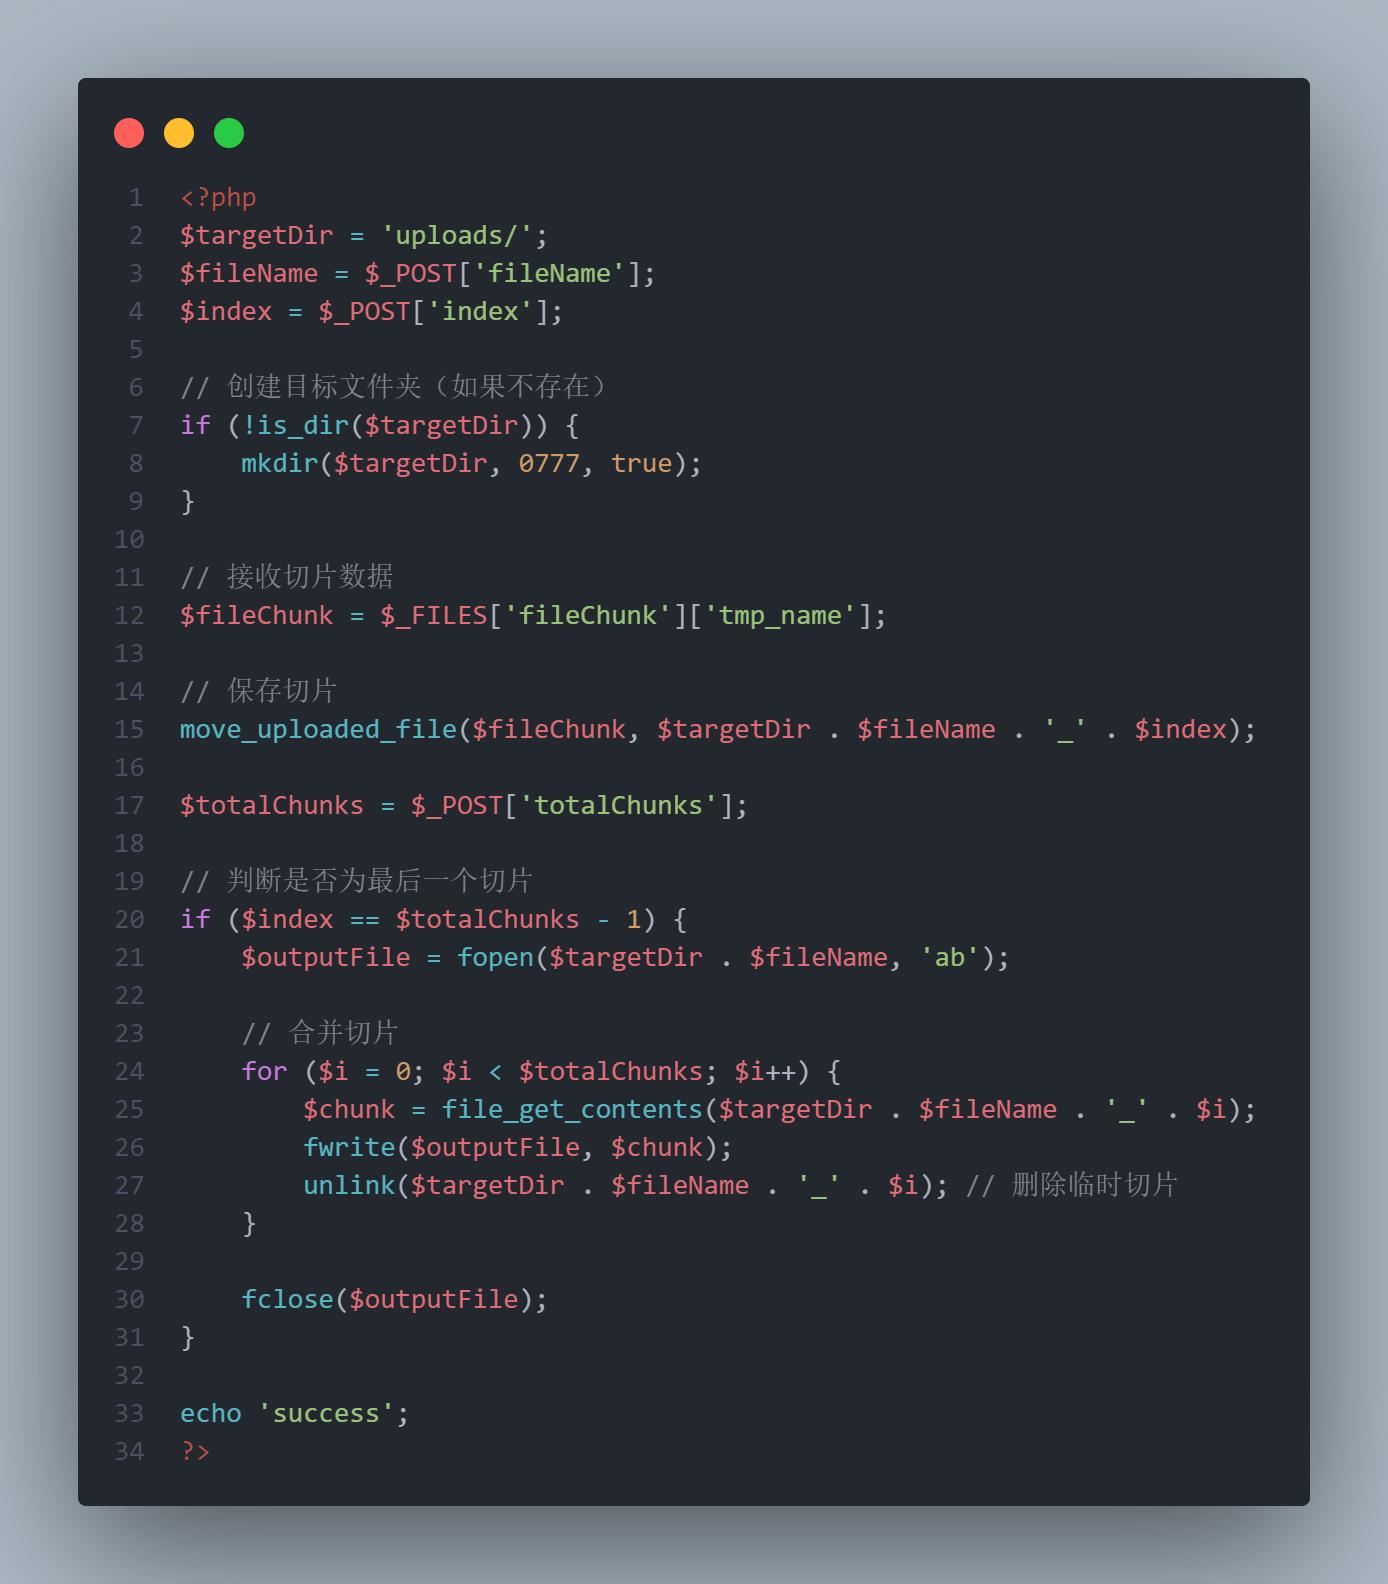 1 <?php
2 $targetDir = 'uploads/';
3 $fileName = $_POST['fileName'];
4 $index = $_POST['index'];
5
6 // 创建目标文件夹（如果不存在）
7 if (!is_dir($targetDir)) {
8     mkdir($targetDir, 0777, true);
9 }
10
11 // 接收切片数据
12 $fileChunk = $_FILES['fileChunk']['tmp_name'];
13
14 // 保存切片
15 move_uploaded_file($fileChunk, $targetDir . $fileName . '_' . $index);
16
17 $totalChunks = $_POST['totalChunks'];
18
19 // 判断是否为最后一个切片
20 if ($index == $totalChunks - 1) {
21     $outputFile = fopen($targetDir . $fileName, 'ab');
22
23     // 合并切片
24     for ($i = 0; $i < $totalChunks; $i++) {
25         $chunk = file_get_contents($targetDir . $fileName . '_' . $i);
26         fwrite($outputFile, $chunk);
27         unlink($targetDir . $fileName . '_' . $i); // 删除临时切片
28     }
29
30     fclose($outputFile);
31 }
32
33 echo 'success';
34 ?>